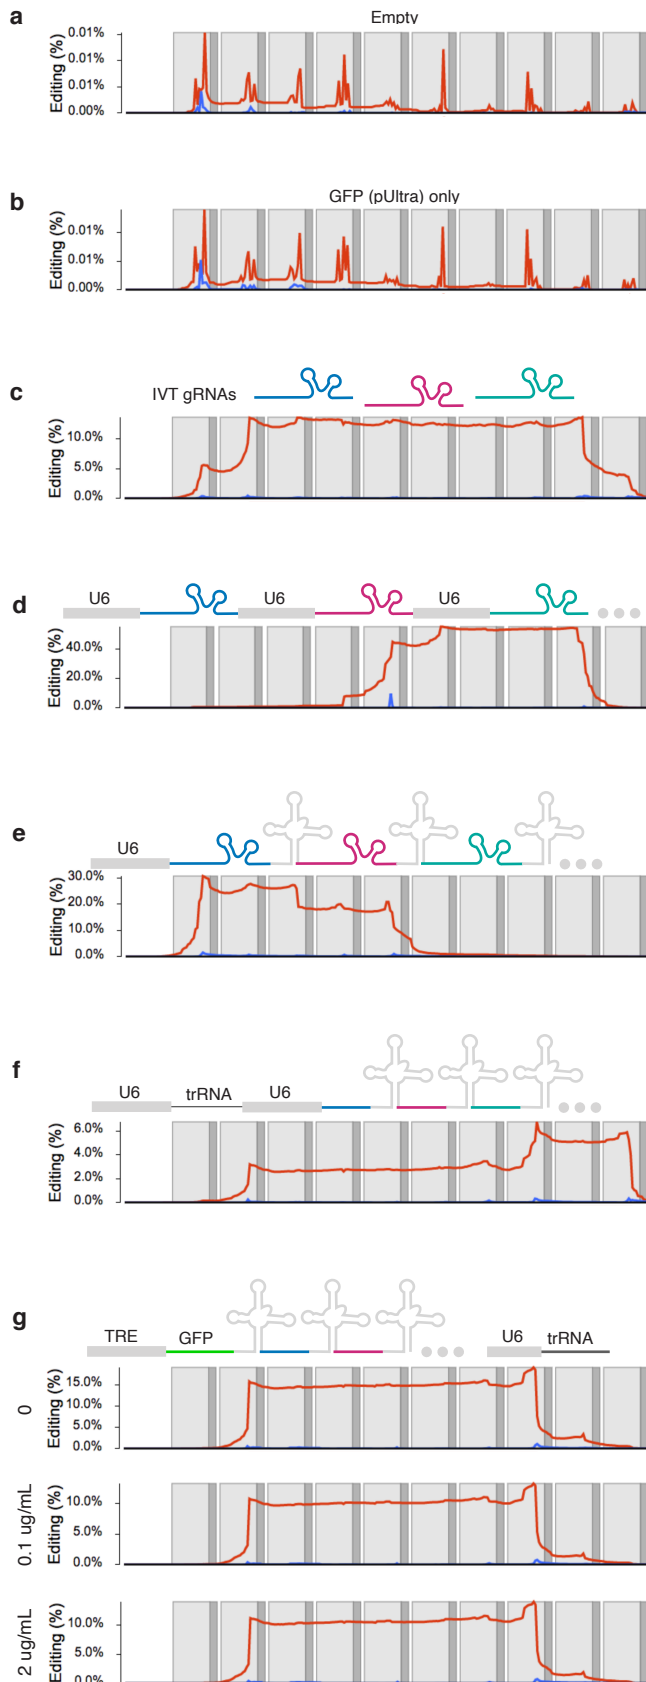 a
Empty
Editing (%)
0.01%
0.01%
0.01%
0.00%
b
GFP (pUltra) only
Editing (%)
0.01%
0.01%
0.00%
c
IVT gRNAs
Editing (%)
10.0%
5.0%
0.0%
d
U6 U6 U6
Editing (%)
40.0%
20.0%
0.0%
e
U6
Editing (%)
30.0%
20.0%
10.0%
0.0%
f
U6 trRNA U6
Editing (%)
6.0%
4.0%
2.0%
0.0%
g
TRE GFP U6 trRNA
0
Editing (%)
15.0%
10.0%
5.0%
0.0%
0.1 ug/mL
Editing (%)
10.0%
5.0%
0.0%
2 ug/mL
Editing (%)
10.0%
5.0%
0.0%